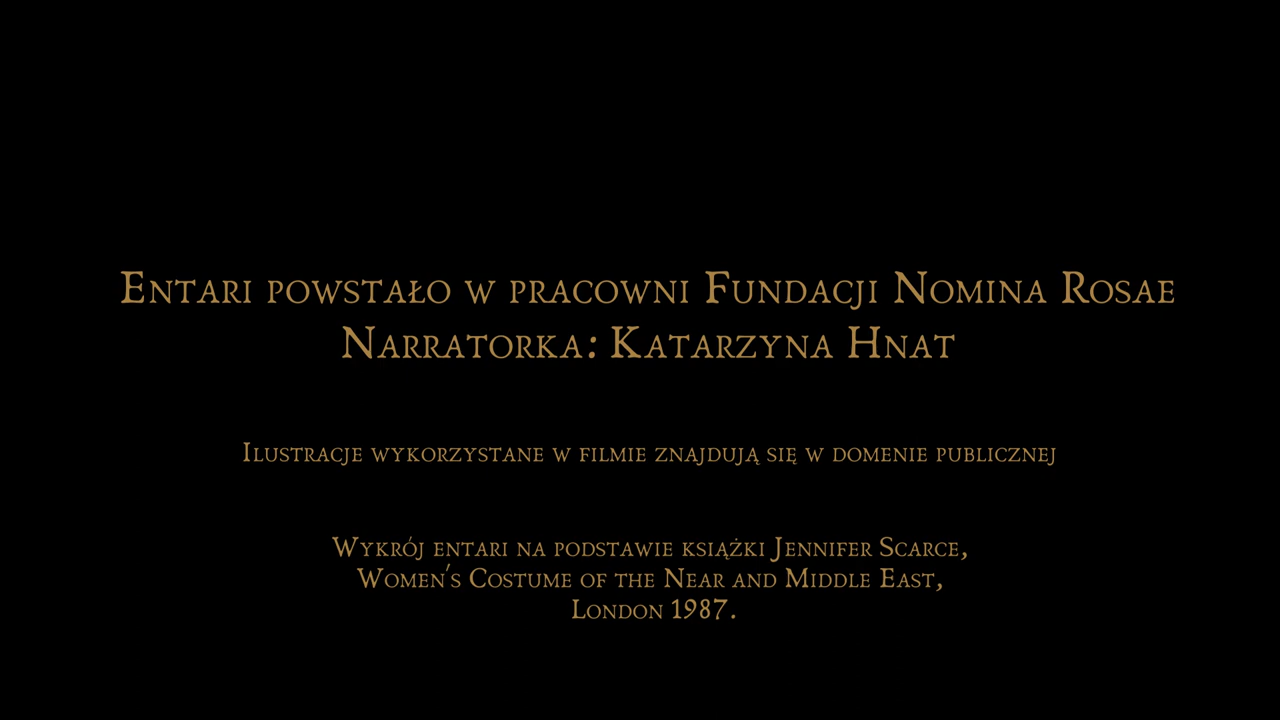 Entari powstało w pracowni Fundacji Nomina Rosae
Narratorka: Katarzyna Hnat
Ilustracje wykorzystane w filmie znajdują się w domenie publicznej
Wykrój entari na podstawie książki Jennifer Scarce,
Women's Costume of the Near and Middle East,
London 1987.